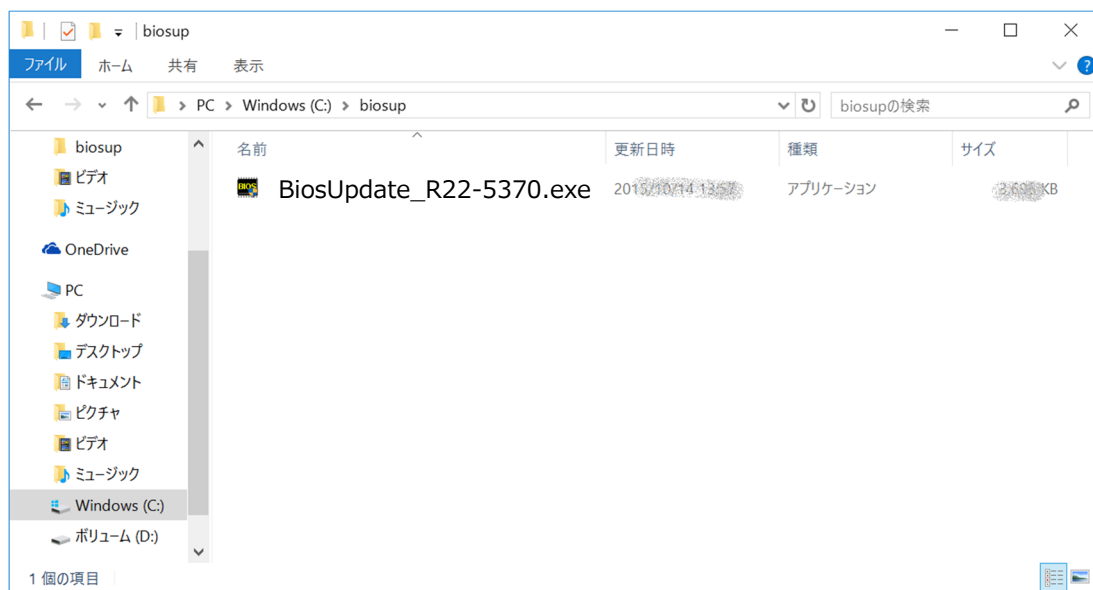 biosup
ファイル ホーム 共有 表示 ?
PC Windows (C:) biosup biosupの検索
名前 更新日時 種類 サイズ
BIOS BiosUpdate_R22-5370.exe アプリケーション KB
biosup
ビデオ
ミュージック
OneDrive
PC
ダウンロード
デスクトップ
ドキュメント
ピクチャ
ビデオ
ミュージック
Windows (C:)
ボリューム (D:)
1 個の項目